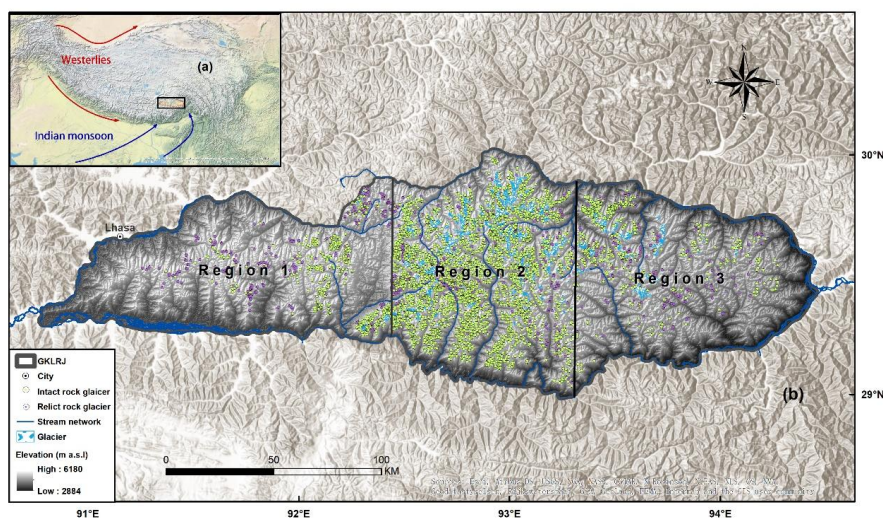 (a)
Westerlies
Indian monsoon
N
W
E
S
30°N
Lhasa
Region 1
Region 2
Region 3
29°N
(b)
GKLRJ
City
Intact rock glaicer
Relict rock glaicer
Stream network
Glacier
Elevation (m a.s.l)
High : 6180
Low : 2884
0
50
100
KM
91°E
92°E
93°E
94°E